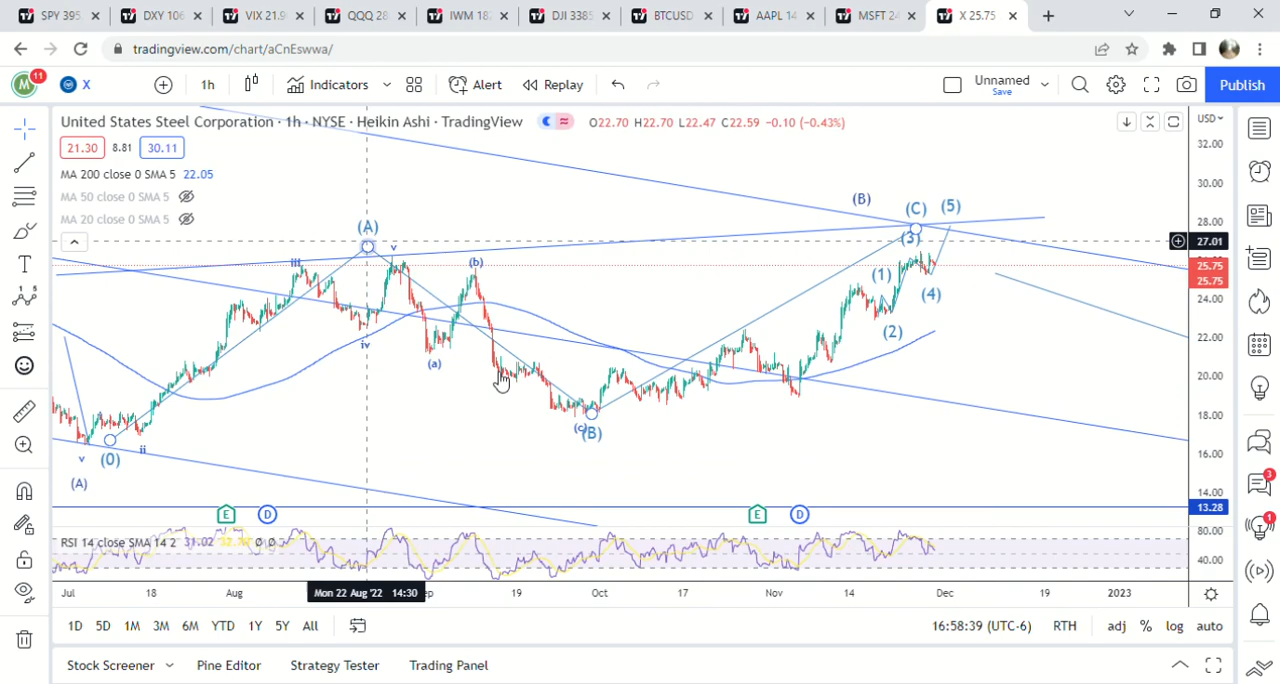 SPY 395 DXY 106 VIX 21.9 QQQ 28 IWM 182 DJI 3385 BTCUSD AAPL 14 MSFT 24 X 25.75
tradingview.com/chart/aCnEswwa/
M 11 X 1h Indicators Alert Replay Unnamed Save Publish
United States Steel Corporation · 1h · NYSE · Heikin Ashi · TradingView O22.70 H22.70 L22.47 C22.59 −0.10 (−0.43%) USD
21.30 8.81 30.11
MA 200 close 0 SMA 5 22.05
MA 50 close 0 SMA 5
MA 20 close 0 SMA 5
32.00
30.00
28.00
27.01
25.75
25.75
24.00
22.00
20.00
18.00
16.00
14.00
13.28
(B) (C) (5)
(A) (3)
v
iii (b) (1) (4)
iv (a) (2)
(c) (B)
i ii
v (0)
(A)
E D E D
RSI 14 close SMA 14 2 31.02 Ø Ø
80.00
40.00
Jul 18 Aug Mon 22 Aug '22 14:30 ep 19 Oct 17 Nov 14 Dec 19 2023
1D 5D 1M 3M 6M YTD 1Y 5Y All 16:58:39 (UTC-6) RTH adj % log auto
Stock Screener Pine Editor Strategy Tester Trading Panel
3
1